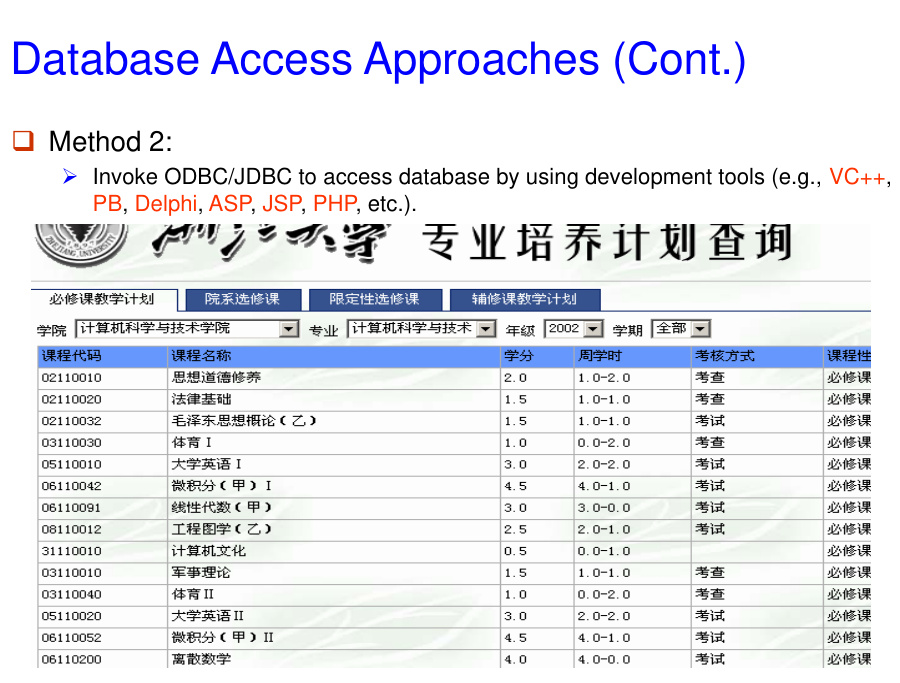 Database Access Approaches (Cont.)
Method 2:
Invoke ODBC/JDBC to access database by using development tools (e.g., VC++,
PB, Delphi, ASP, JSP, PHP, etc.).
浙江大学 专业培养计划查询
必修课教学计划 院系选修课 限定性选修课 辅修课教学计划
学院 计算机科学与技术学院 专业 计算机科学与技术 年级 2002 学期 全部
课程代码 课程名称 学分 周学时 考核方式 课程性
02110010 思想道德修养 2.0 1.0-2.0 考查 必修课
02110020 法律基础 1.5 1.0-1.0 考查 必修课
02110032 毛泽东思想概论(乙) 1.5 1.0-1.0 考试 必修课
03110030 体育Ⅰ 1.0 0.0-2.0 考查 必修课
05110010 大学英语Ⅰ 3.0 2.0-2.0 考试 必修课
06110042 微积分(甲)Ⅰ 4.5 4.0-1.0 考试 必修课
06110091 线性代数(甲) 3.0 3.0-0.0 考试 必修课
08110012 工程图学(乙) 2.5 2.0-1.0 考试 必修课
31110010 计算机文化 0.5 0.0-1.0 必修课
03110010 军事理论 1.5 1.0-1.0 考查 必修课
03110040 体育Ⅱ 1.0 0.0-2.0 考查 必修课
05110020 大学英语Ⅱ 3.0 2.0-2.0 考试 必修课
06110052 微积分(甲)Ⅱ 4.5 4.0-1.0 考试 必修课
06110200 离散数学 4.0 4.0-0.0 考试 必修课